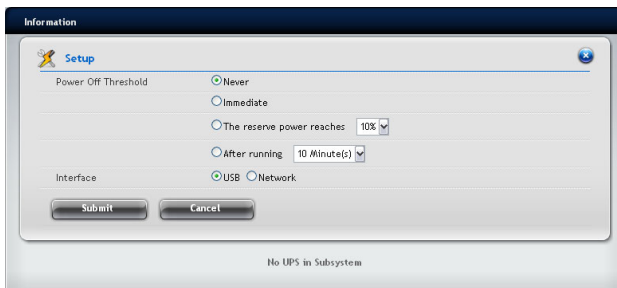 Information
Setup
Power Off Threshold Never
Immediate
The reserve power reaches 10%
After running 10 Minute(s)
Interface USB Network
Submit Cancel
No UPS in Subsystem